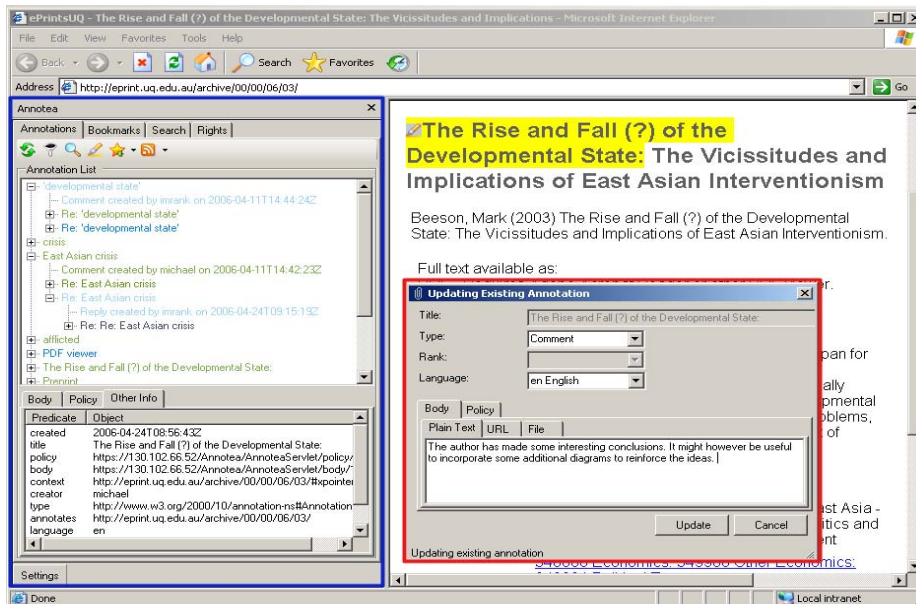 ePrintsUQ - The Rise and Fall (?) of the Developmental State: The Vicissitudes and Implications - Microsoft Internet Explorer
File Edit View Favorites Tools Help
Back Search Favorites
Address http://eprint.uq.edu.au/archive/00/00/06/03/ Go
Annotea
Annotations Bookmarks Search Rights
Annotation List
'developmental state'
Comment created by imrank on 2006-04-11T14:44:24Z
Re: 'developmental state'
Re: 'developmental state'
crisis
East Asian crisis
Comment created by michael on 2006-04-11T14:42:23Z
Re: East Asian crisis
Re: East Asian crisis
Reply created by imrank on 2006-04-24T09:15:19Z
Re: Re: East Asian crisis
afflicted
PDF viewer
The Rise and Fall (?) of the Developmental State:
Preprint
Body Policy Other Info
Predicate Object
created 2006-04-24T08:56:43Z
title The Rise and Fall (?) of the Developmental State:
policy https://130.102.66.52/Annotea/AnnoteaServlet/policy/
body https://130.102.66.52/Annotea/AnnoteaServlet/body/
context http://eprint.uq.edu.au/archive/00/00/06/03/#xpointe
creator michael
type http://www.w3.org/2000/10/annotation-ns#Annotation
annotates http://eprint.uq.edu.au/archive/00/00/06/03/
language en
Settings
The Rise and Fall (?) of the
Developmental State: The Vicissitudes and
Implications of East Asian Interventionism
Beeson, Mark (2003) The Rise and Fall (?) of the Developmental
State: The Vicissitudes and Implications of East Asian Interventionism.
Full text available as:
Updating Existing Annotation
Title: The Rise and Fall (?) of the Developmental State:
Type: Comment
Rank:
Language: en English
Body Policy
Plain Text URL File
The author has made some interesting conclusions. It might however be useful
to incorporate some additional diagrams to reinforce the ideas.
Update Cancel
Updating existing annotation
pan for
ally
pmental
oblems,
of
ast Asia -
itics and
nt
Done Local intranet